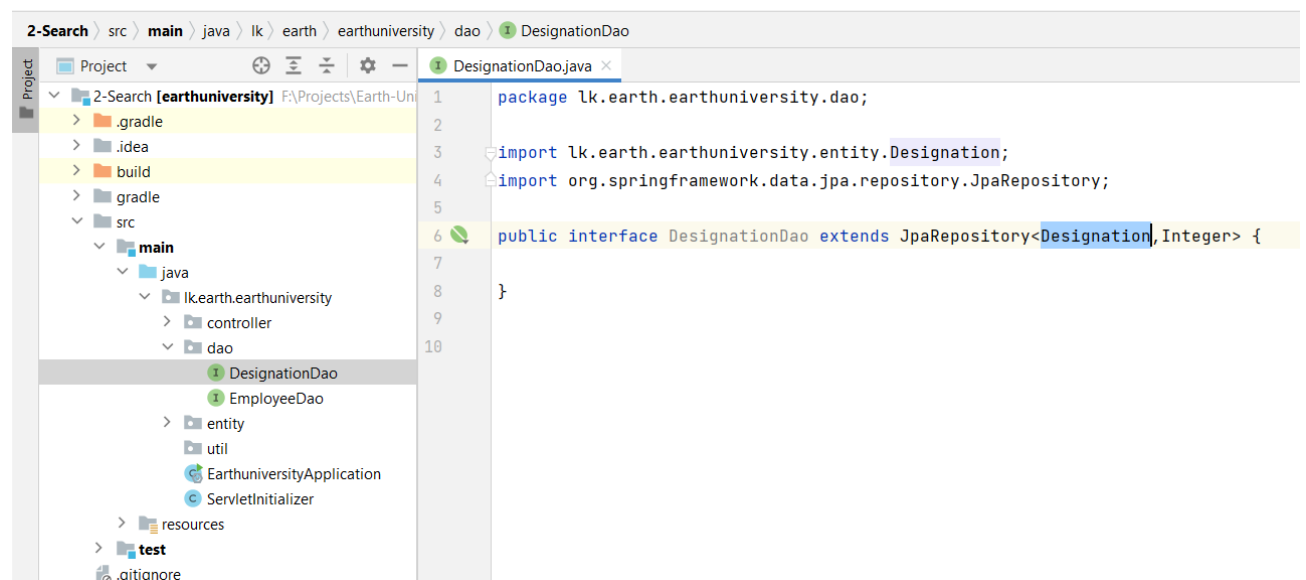 2-Search 〉 src 〉 main 〉 java 〉 lk 〉 earth 〉 earthuniversity 〉 dao 〉 I DesignationDao
Project
Project
DesignationDao.java
2-Search [earthuniversity] F:\Projects\Earth-Uni
.gradle
.idea
build
gradle
src
main
java
lk.earth.earthuniversity
controller
dao
I DesignationDao
I EmployeeDao
entity
util
C EarthuniversityApplication
C ServletInitializer
resources
test
.gitignore
1 package lk.earth.earthuniversity.dao;
2
3 import lk.earth.earthuniversity.entity.Designation;
4 import org.springframework.data.jpa.repository.JpaRepository;
5
6 public interface DesignationDao extends JpaRepository<Designation,Integer> {
7
8 }
9
10